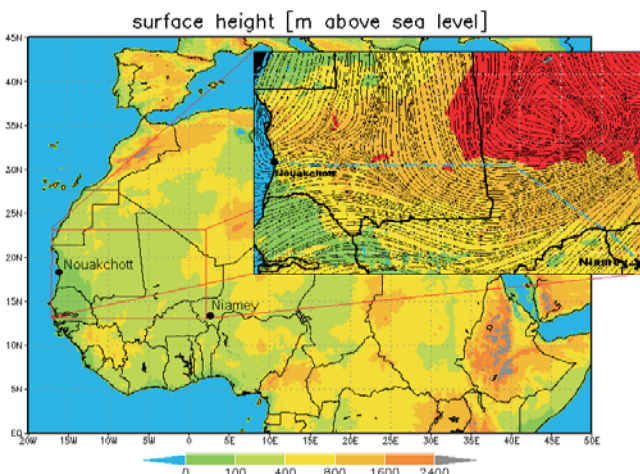 surface height [m above sea level]
45N
40N
35N
30N
25N
20N
15N
10N
5N
EQ
Nouakchott
Niamey
Nouakchott
Niamey
20W 15W 10W 5W 0 5E 10E 15E 20E 25E 30E 35E 40E 45E 50E
0 100 400 800 1600 2400